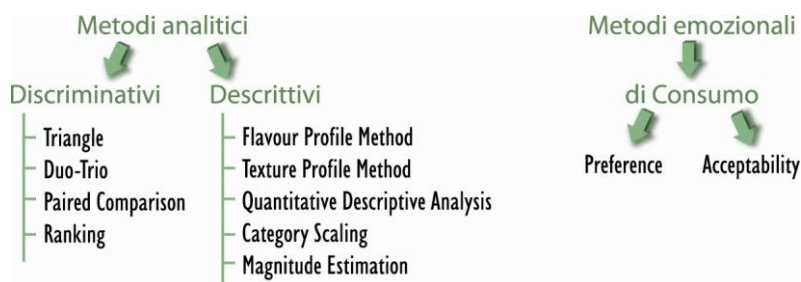 Metodi analitici
Discriminativi
Triangle
Duo-Trio
Paired Comparison
Ranking
Descrittivi
Flavour Profile Method
Texture Profile Method
Quantitative Descriptive Analysis
Category Scaling
Magnitude Estimation
Metodi emozionali
di Consumo
Preference
Acceptability